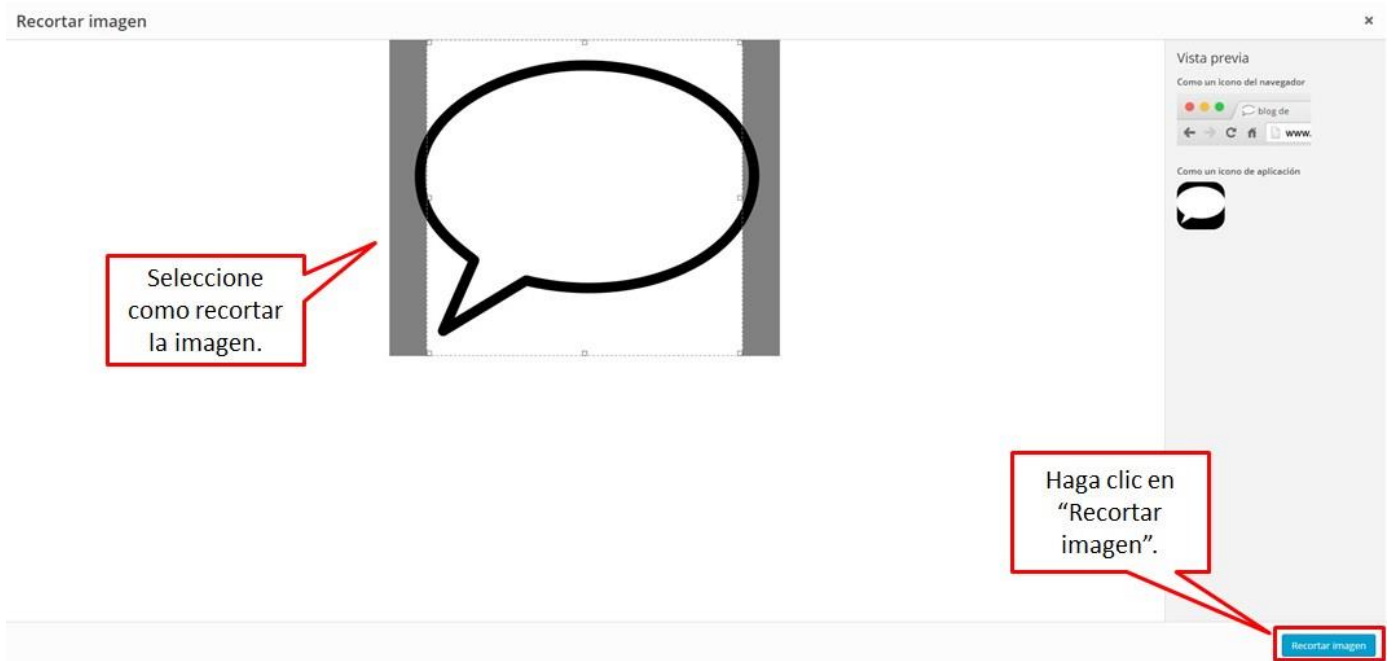 Recortar imagen
Vista previa
Como un icono del navegador
blog de
www.
Como un icono de aplicación
Seleccione
como recortar
la imagen.
Haga clic en
“Recortar
imagen”.
Recortar imagen